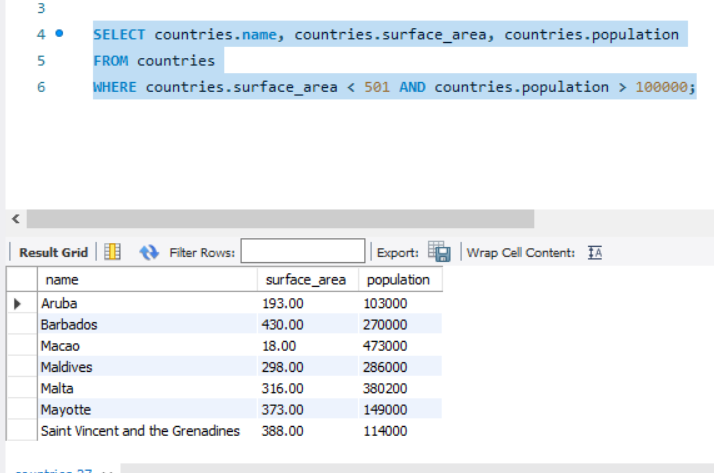 3
4 SELECT countries.name, countries.surface_area, countries.population
5 FROM countries
6 WHERE countries.surface_area < 501 AND countries.population > 100000;
Result Grid Filter Rows: Export: Wrap Cell Content:
name surface_area population
Aruba 193.00 103000
Barbados 430.00 270000
Macao 18.00 473000
Maldives 298.00 286000
Malta 316.00 380200
Mayotte 373.00 149000
Saint Vincent and the Grenadines 388.00 114000